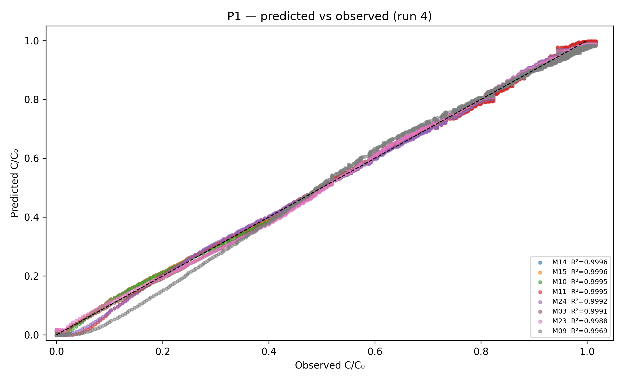 P1 — predicted vs observed (run 4)
Predicted C/C₀
1.0
0.8
0.6
0.4
0.2
0.0
0.0 0.2 0.4 0.6 0.8 1.0
Observed C/C₀
M14 R²=0.9996
M15 R²=0.9996
M10 R²=0.9995
M11 R²=0.9995
M24 R²=0.9992
M03 R²=0.9991
M23 R²=0.9988
M09 R²=0.9969